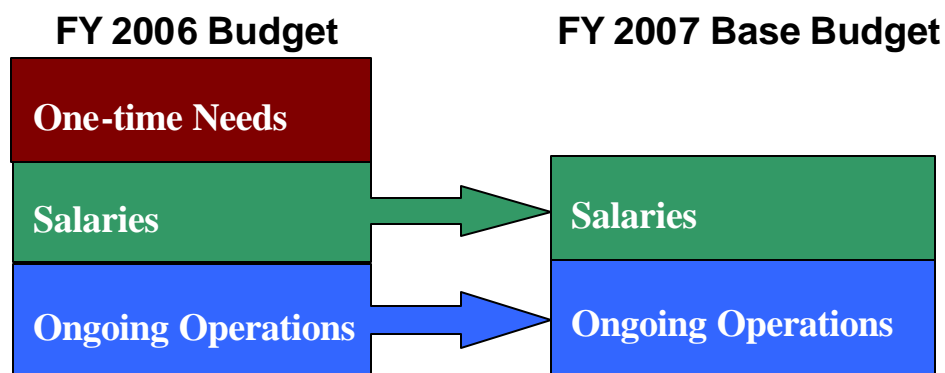 FY 2006 Budget
FY 2007 Base Budget
One-time Needs
Salaries
Salaries
Ongoing Operations
Ongoing Operations